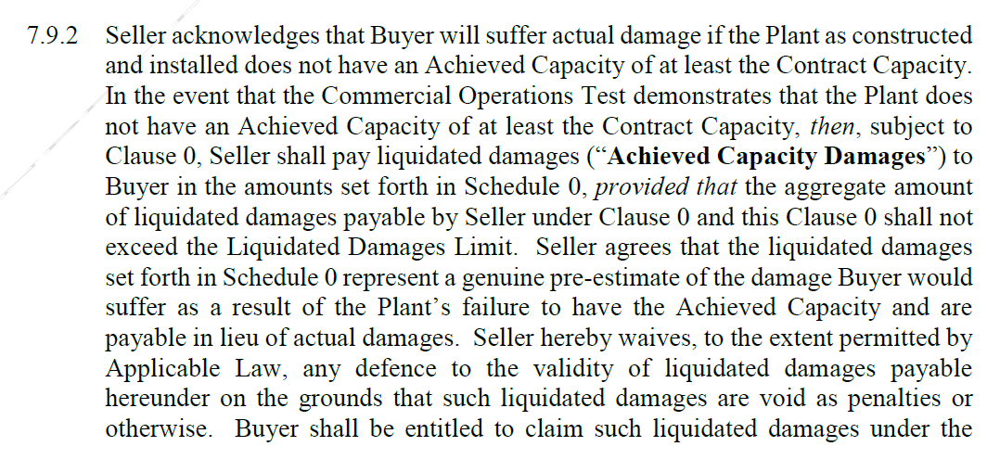 7.9.2 Seller acknowledges that Buyer will suffer actual damage if the Plant as constructed
and installed does not have an Achieved Capacity of at least the Contract Capacity.
In the event that the Commercial Operations Test demonstrates that the Plant does
not have an Achieved Capacity of at least the Contract Capacity, then, subject to
Clause 0, Seller shall pay liquidated damages (“Achieved Capacity Damages”) to
Buyer in the amounts set forth in Schedule 0, provided that the aggregate amount
of liquidated damages payable by Seller under Clause 0 and this Clause 0 shall not
exceed the Liquidated Damages Limit. Seller agrees that the liquidated damages
set forth in Schedule 0 represent a genuine pre-estimate of the damage Buyer would
suffer as a result of the Plant’s failure to have the Achieved Capacity and are
payable in lieu of actual damages. Seller hereby waives, to the extent permitted by
Applicable Law, any defence to the validity of liquidated damages payable
hereunder on the grounds that such liquidated damages are void as penalties or
otherwise. Buyer shall be entitled to claim such liquidated damages under the